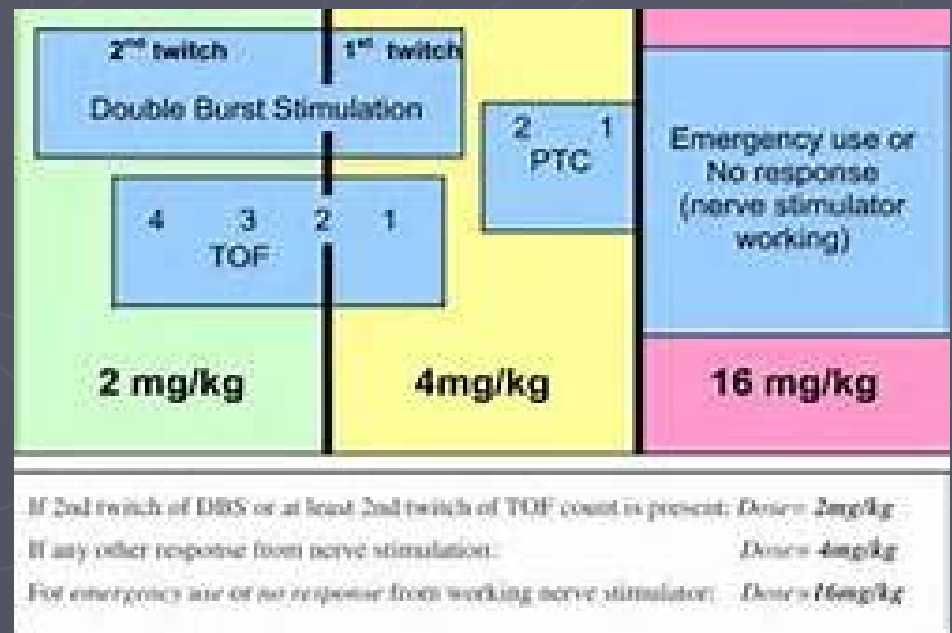 2nd twitch 1st twitch
Double Burst Stimulation
2 1
PTC
Emergency use or
No response
(nerve stimulator
working)
4 3 2 1
TOF
2 mg/kg 4mg/kg 16 mg/kg
If 2nd twitch of DBS or at least 2nd twitch of TOF count is present: Dose= 2mg/kg
If any other response from nerve stimulation: Dose= 4mg/kg
For emergency use or no response from working nerve stimulator: Dose=16mg/kg